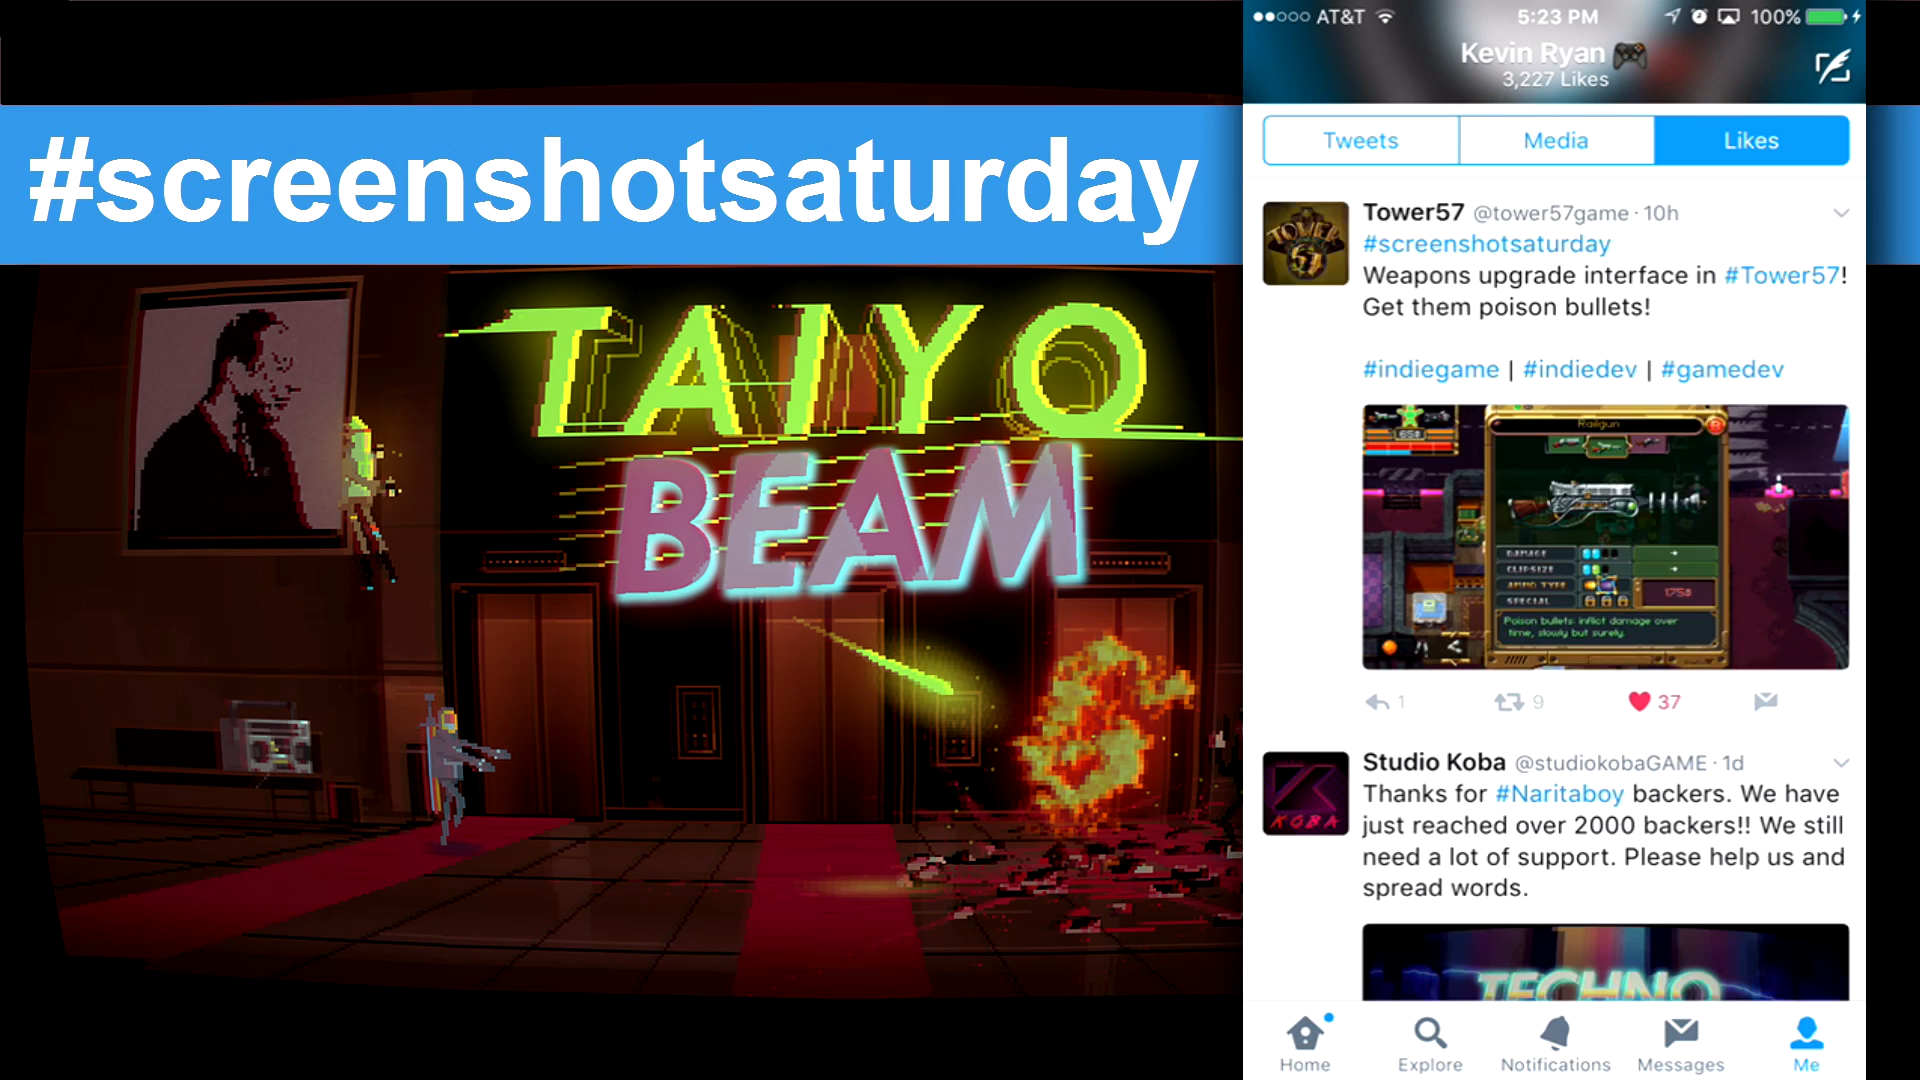 #screenshotsaturday
TAIYO
BEAM
AT&T
5:23 PM
100%
Kevin Ryan
3,227 Likes
Tweets
Media
Likes
Tower57 @tower57game · 10h
#screenshotsaturday
Weapons upgrade interface in #Tower57!
Get them poison bullets!
#indiegame | #indiedev | #gamedev
TOWER
57
Railgun
DAMAGE
CLIPSIZE
AMMO TYPE
SPECIAL
Poison bullets: inflict damage over
time, slowly but surely.
1
9
37
KOBA
Studio Koba @studiokobaGAME · 1d
Thanks for #Naritaboy backers. We have
just reached over 2000 backers!! We still
need a lot of support. Please help us and
spread words.
TECHNO
Home
Explore
Notifications
Messages
Me